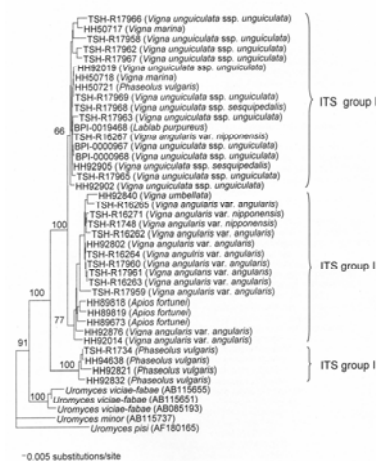 TSH-R17966 (Vigna unguiculata ssp. unguiculata)
HH50717 (Vigna marina)
TSH-R17958 (Vigna unguiculata ssp. unguiculata)
TSH-R17962 (Vigna unguiculata ssp. unguiculata)
TSH-R17967 (Vigna unguiculata ssp. unguiculata)
HH92019 (Vigna unguiculata ssp. unguiculata)
HH50718 (Vigna marina)
HH50721 (Phaseolus vulgaris)
TSH-R17969 (Vigna unguiculata ssp. unguiculata)
TSH-R17968 (Vigna unguiculata ssp. sesquipedalis)
ITS group I
TSH-R17963 (Vigna unguiculata ssp. unguiculata)
66
BPI-0019468 (Lablab purpureus)
TSH-R16267 (Vigna angularis var. nipponensis)
BPI-0000967 (Vigna unguiculata ssp. unguiculata)
BPI-0000968 (Vigna unguiculata ssp. unguiculata)
HH92905 (Vigna unguiculata ssp. sesquipedalis)
TSH-R17965 (Vigna unguiculata ssp. unguiculata)
HH92902 (Vigna unguiculata ssp. unguiculata)
HH92840 (Vigna umbellata)
TSH-R16265 (Vigna angularis var. angularis)
TSH-R16271 (Vigna angularis var. nipponensis)
TSH-R1748 (Vigna angularis var. nipponensis)
100
TSH-R16262 (Vigna angularis var. angularis)
HH92802 (Vigna angularis var. angularis)
TSH-R16264 (Vigna angulris var. angularis)
TSH-R17960 (Vigna angularis var. angularis)
ITS group I
TSH-R17961 (Vigna angularis var. angularis)
TSH-R16263 (Vigna angularis var. angularis)
TSH-R17959 (Vigna angularis var. angularis)
100
HH89818 (Apios fortunei)
HH89819 (Apios fortunei)
77
HH89673 (Apios fortunei)
HH92876 (Vigna angularis var. angularis)
HH92014 (Vigna angularis var. angularis)
91
TSH-R1734 (Phaseolus vulgaris)
100
HH94638 (Phaseolus vulgaris)
ITS group I
HH92821 (Phaseolus vulgaris)
HH92832 (Phaseolus vulgaris)
Uromyces viciae-fabae (AB115655)
100
Uromyces viciae-fabae (AB115651)
Uromyces viciae-fabae (AB085193)
Uromyces minor (AB115737)
Uromyces pisi (AF180165)
0.005 substitutions/site